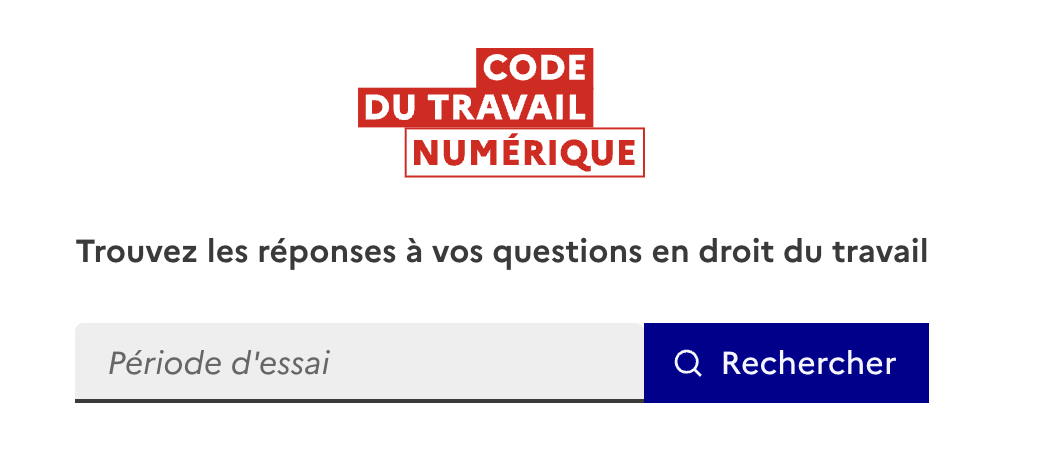 CODE
DU TRAVAIL
NUMÉRIQUE
Trouvez les réponses à vos questions en droit du travail
Période d'essai
Rechercher